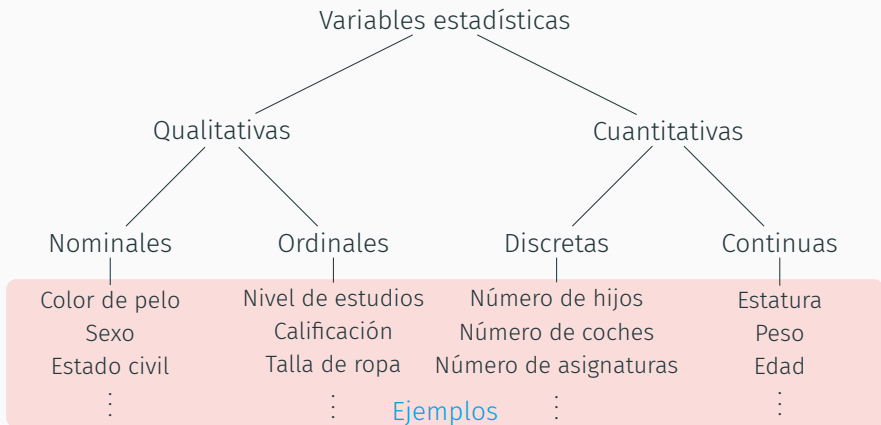 Variables estadísticas
Qualitativas Cuantitativas
Nominales Ordinales Discretas Continuas
Color de pelo Nivel de estudios Número de hijos Estatura
Sexo Calificación Número de coches Peso
Estado civil Talla de ropa Número de asignaturas Edad
⋮ ⋮ Ejemplos ⋮ ⋮